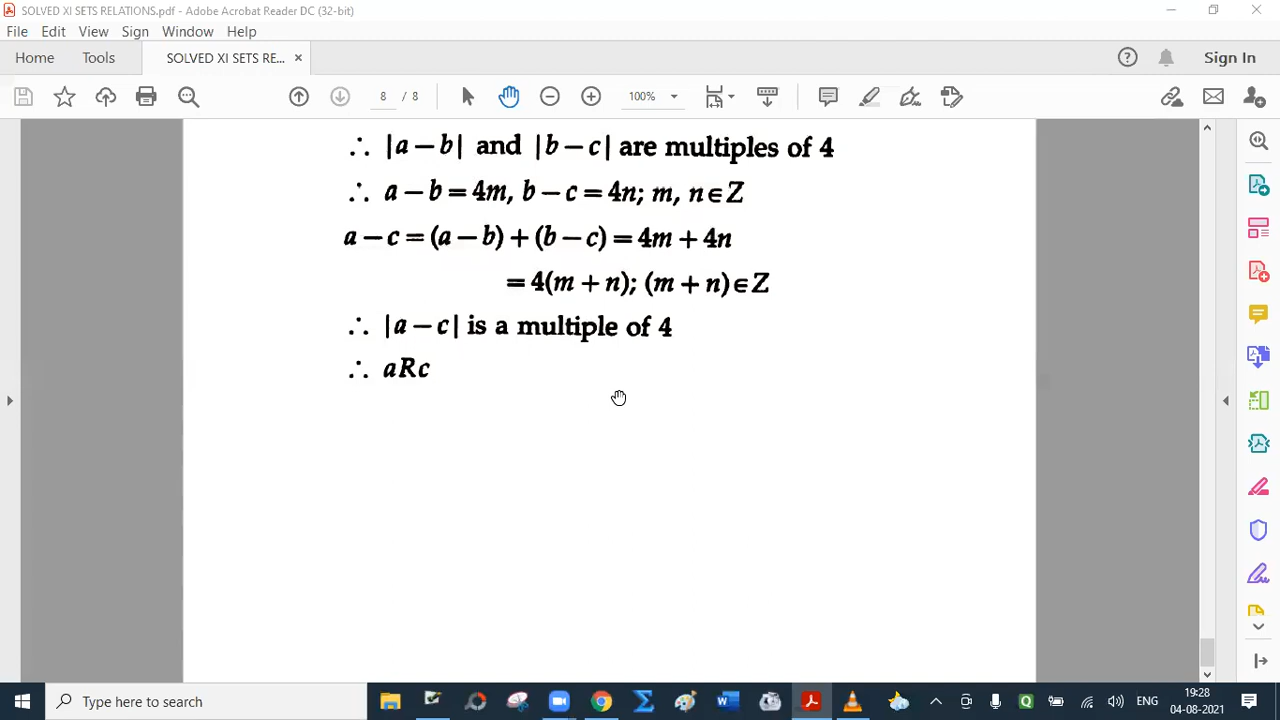 SOLVED XI SETS RELATIONS.pdf - Adobe Acrobat Reader DC (32-bit)
File Edit View Sign Window Help
Home Tools SOLVED XI SETS RE... × Sign In
8 / 8 100%
∴ |a − b| and |b − c| are multiples of 4
∴ a − b = 4m, b − c = 4n; m, n ∈ Z
a − c = (a − b) + (b − c) = 4m + 4n
= 4(m + n); (m + n) ∈ Z
∴ |a − c| is a multiple of 4
∴ aRc
Type here to search
ENG 19:28
04-08-2021